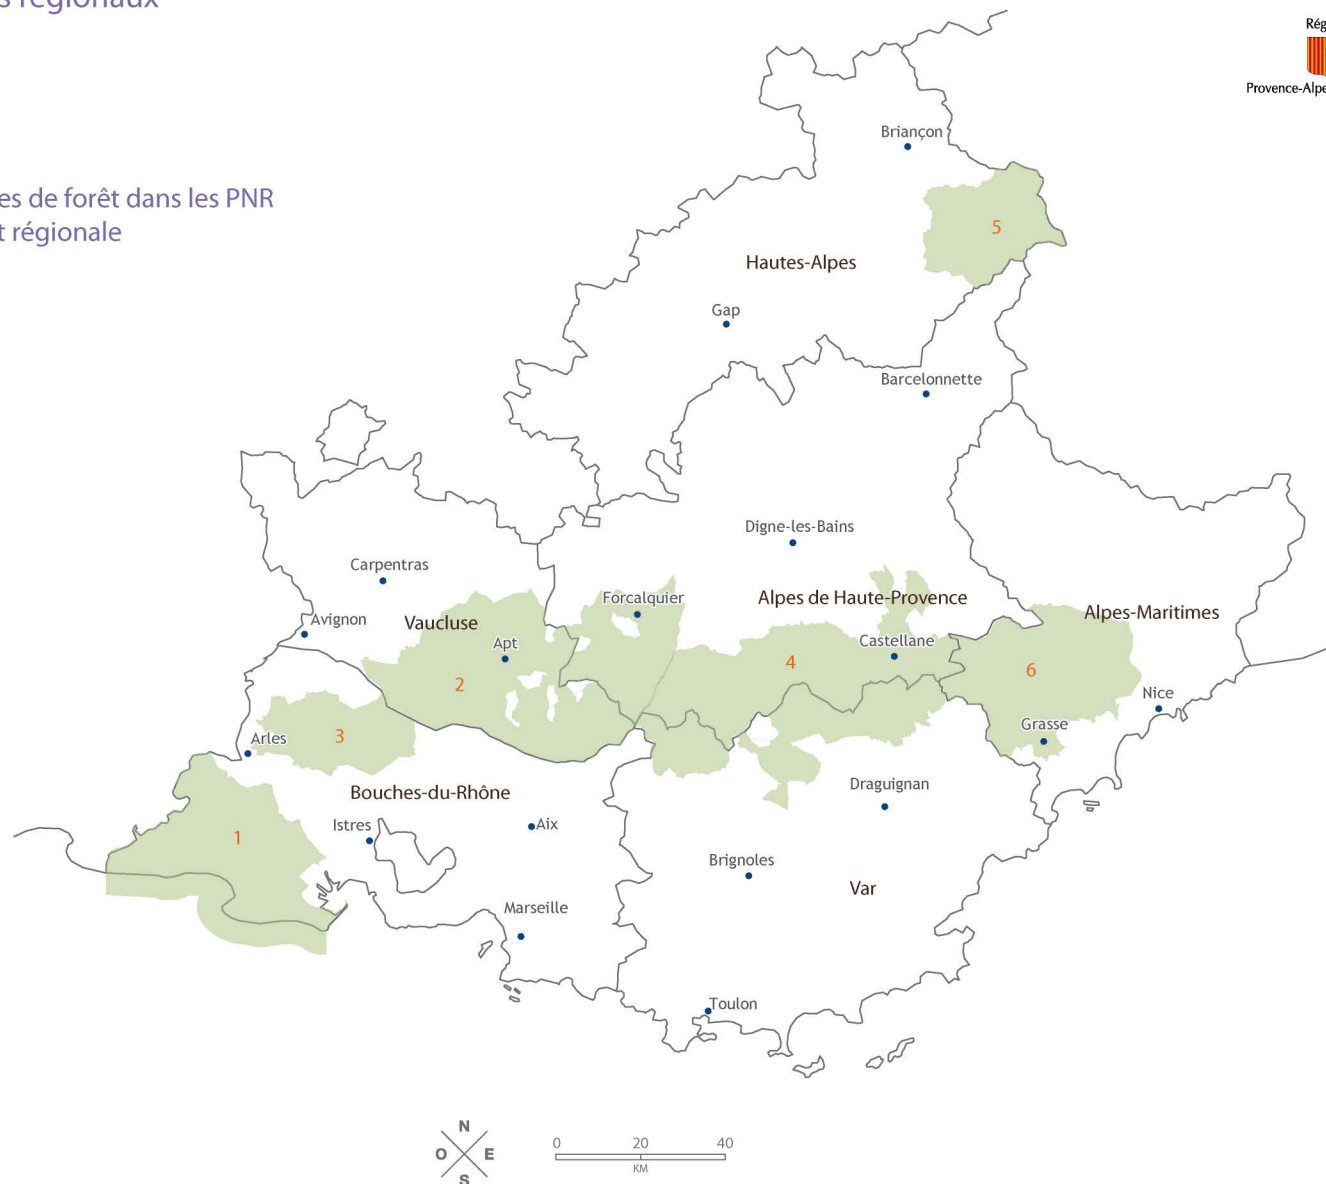 s régionaux
Rég
Provence-Alpe
es de forêt dans les PNR
t régionale
Briançon
5
Hautes-Alpes
Gap
Barcelonnette
Digne-les-Bains
Carpentras
Forcalquier
Alpes de Haute-Provence
Avignon
Vaucluse
Alpes-Maritimes
Apt
Castellane
2
4
6
Nice
3
Arles
Grasse
Bouches-du-Rhône
Draguignan
1
Istres
Aix
Brignoles
Var
Marseille
Toulon
N
O E
S
0 20 40
KM